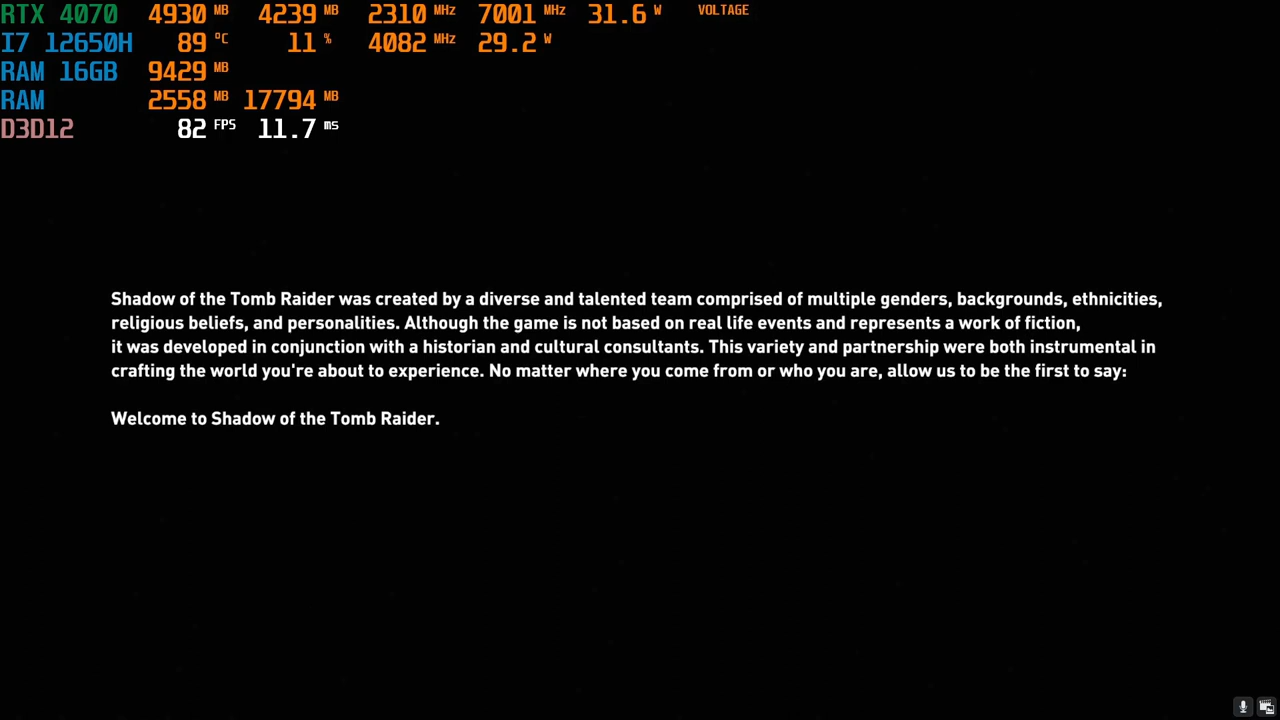 RTX 4070 4930 MB 4239 MB 2310 MHz 7001 MHz 31.6 W VOLTAGE
I7 12650H 89 °C 11 % 4082 MHz 29.2 W
RAM 16GB 9429 MB
RAM 2558 MB 17794 MB
D3D12 82 FPS 11.7 ms
Shadow of the Tomb Raider was created by a diverse and talented team comprised of multiple genders, backgrounds, ethnicities,
religious beliefs, and personalities. Although the game is not based on real life events and represents a work of fiction,
it was developed in conjunction with a historian and cultural consultants. This variety and partnership were both instrumental in
crafting the world you're about to experience. No matter where you come from or who you are, allow us to be the first to say:
Welcome to Shadow of the Tomb Raider.